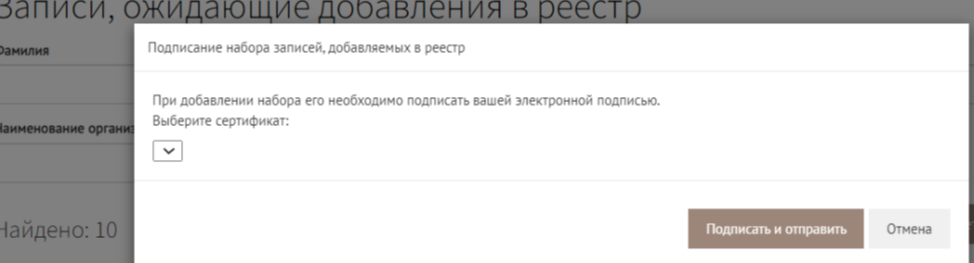 Записи, ожидающие добавления в реестр
Фамилия
Подписание набора записей, добавляемых в реестр
При добавлении набора его необходимо подписать вашей электронной подписью.
Наименование
Выберите сертификат:
Найдено: 10
Подписать и отправить
Отмена